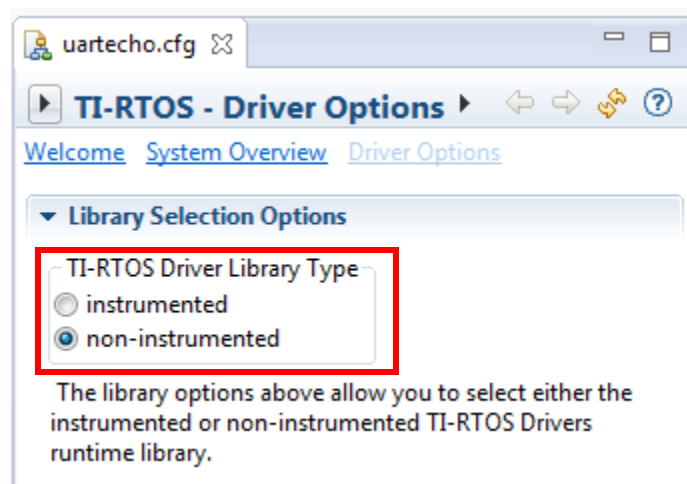 uartecho.cfg
TI-RTOS - Driver Options
Welcome System Overview Driver Options
Library Selection Options
TI-RTOS Driver Library Type
instrumented
non-instrumented
The library options above allow you to select either the
instrumented or non-instrumented TI-RTOS Drivers
runtime library.